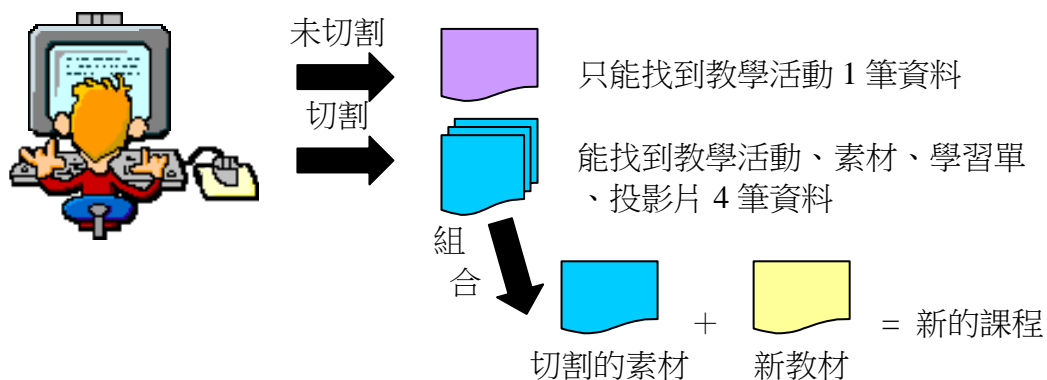 未切割
只能找到教學活動 1 筆資料
切割
能找到教學活動、素材、學習單
、投影片 4 筆資料
組
合
+
= 新的課程
切割的素材
新教材